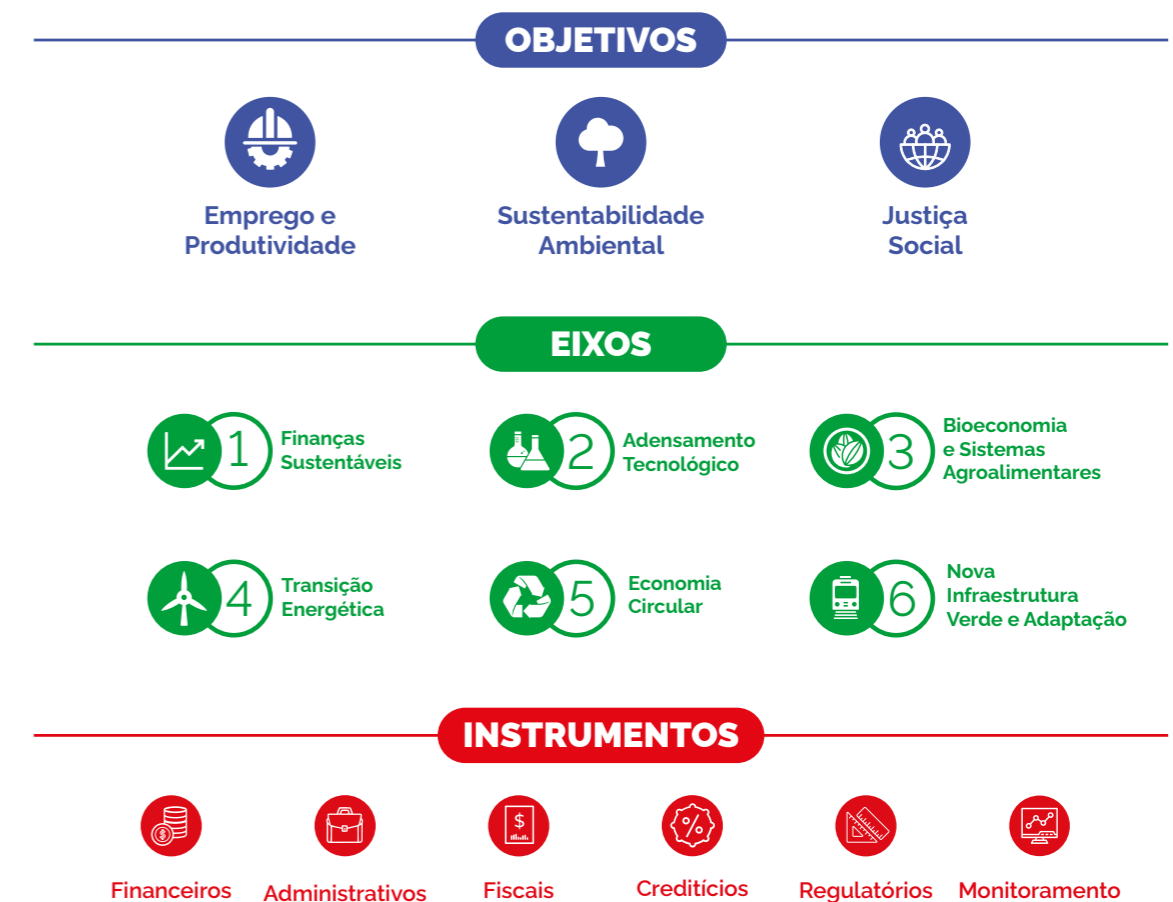 OBJETIVOS
Emprego e
Produtividade
Sustentabilidade
Ambiental
Justiça
Social
EIXOS
1
Finanças
Sustentáveis
2
Adensamento
Tecnológico
3
Bioeconomia
e Sistemas
Agroalimentares
4
Transição
Energética
5
Economia
Circular
6
Nova
Infraestrutura
Verde e Adaptação
INSTRUMENTOS
$
$
%
Financeiros
Administrativos
Fiscais
Creditícios
Regulatórios
Monitoramento